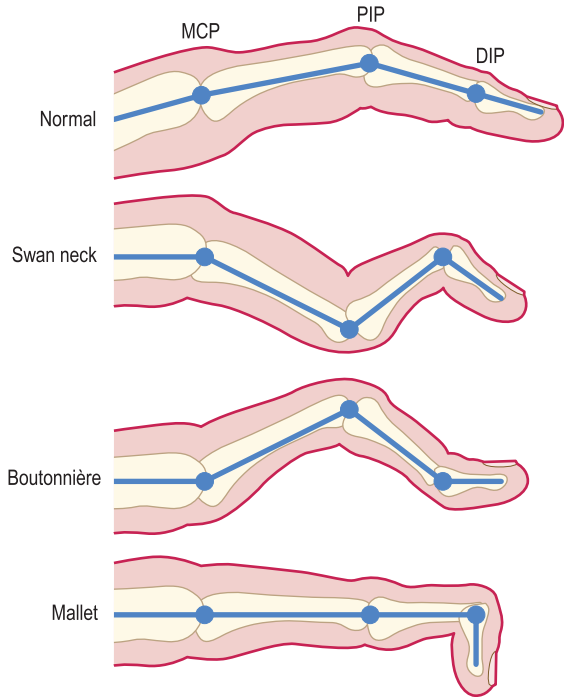 MCP
PIP
DIP
Normal
Swan neck
Boutonnière
Mallet